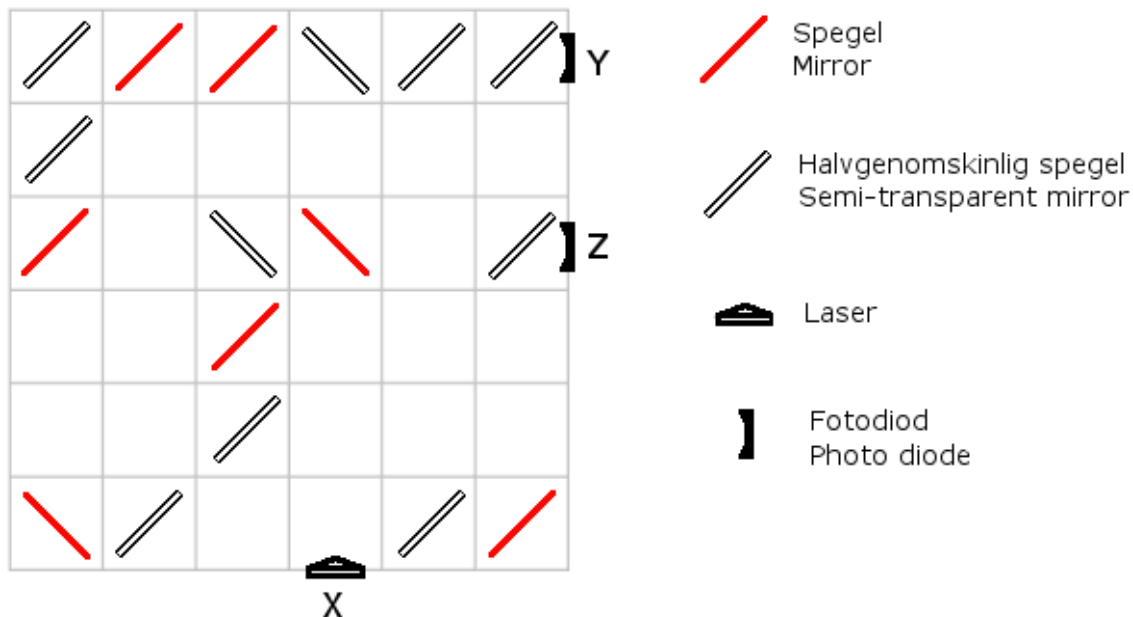 Spegel
Mirror
Y
Halvgenomskinlig spegel
Semi-transparent mirror
Z
Laser
Fotodiod
Photo diode
X